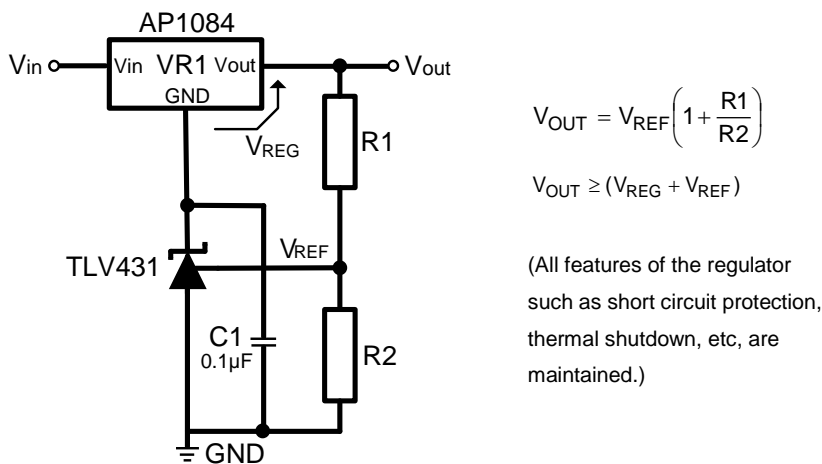 AP1084
Vin
Vin VR1 Vout
Vout
GND
VREG
R1
VREF
TLV431
C1
0.1µF
R2
GND
VOUT = VREF(1 + R1/R2)
VOUT ≥ (VREG + VREF)
(All features of the regulator
such as short circuit protection,
thermal shutdown, etc, are
maintained.)